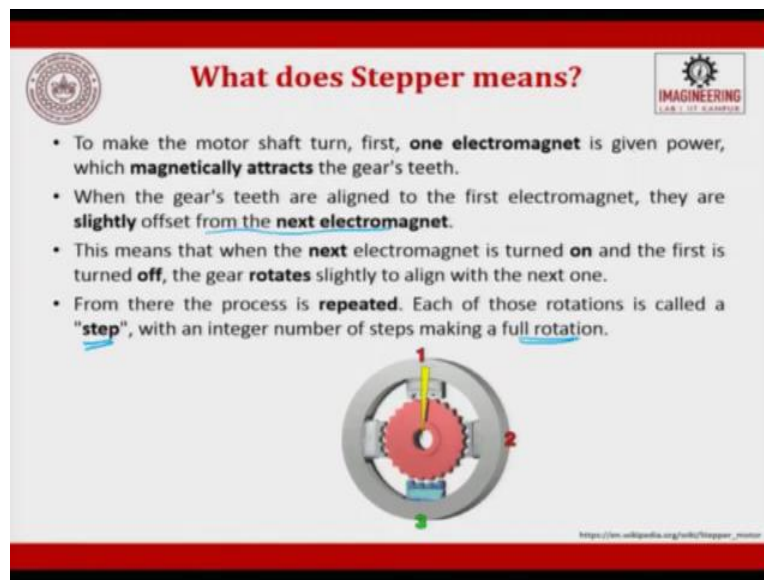 What does Stepper means?
IMAGINEERING
LAB | IIT KANPUR
• To make the motor shaft turn, first, one electromagnet is given power,
which magnetically attracts the gear's teeth.
• When the gear's teeth are aligned to the first electromagnet, they are
slightly offset from the next electromagnet.
• This means that when the next electromagnet is turned on and the first is
turned off, the gear rotates slightly to align with the next one.
• From there the process is repeated. Each of those rotations is called a
"step", with an integer number of steps making a full rotation.
1
2
3
https://en.wikipedia.org/wiki/Stepper_motor